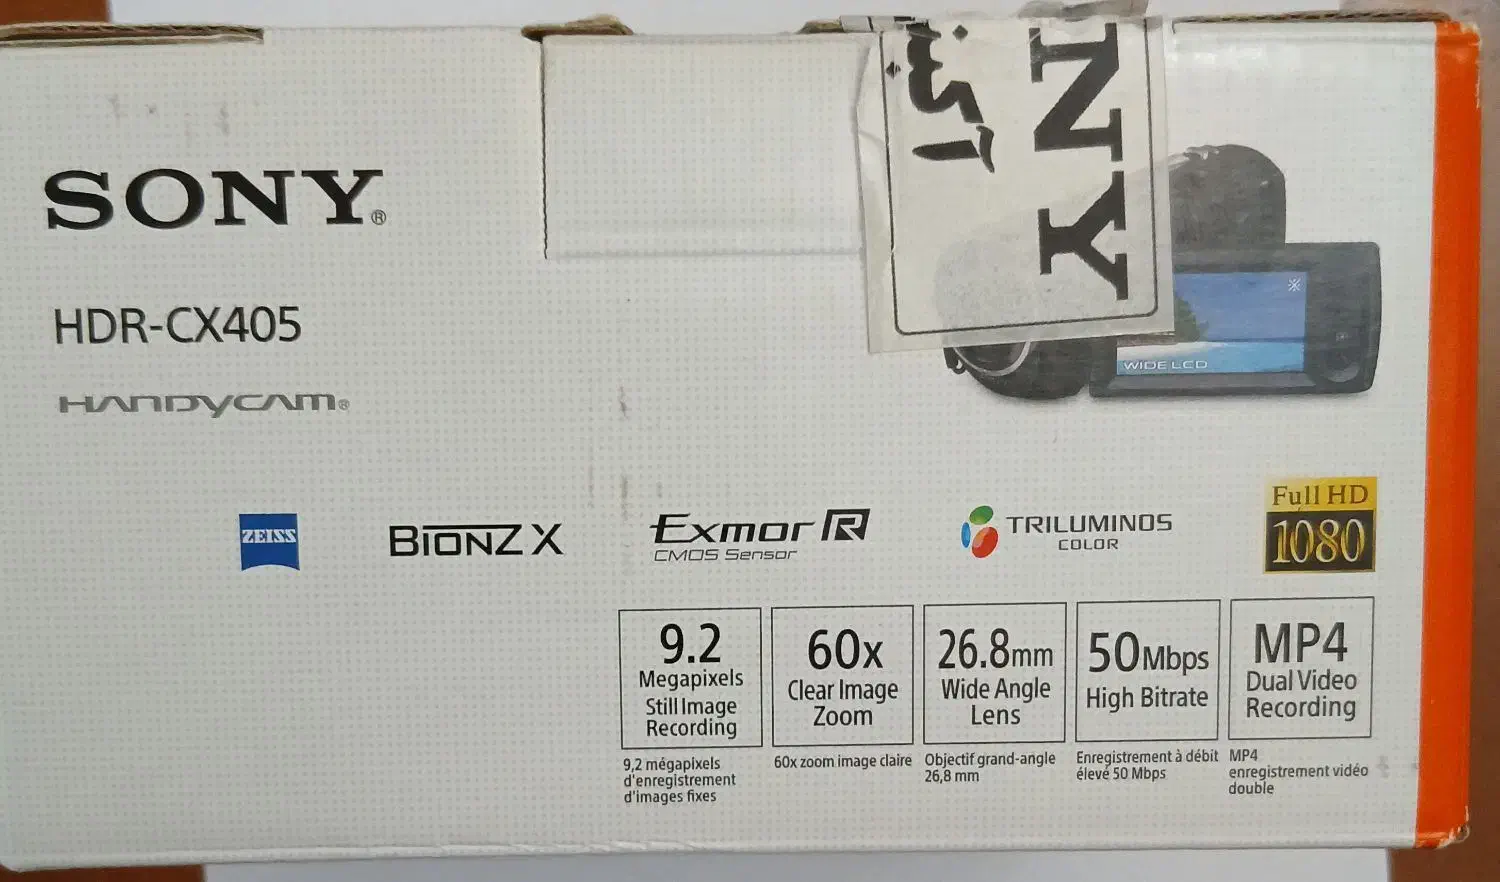 SONY®
HDR-CX405
HANDYCAM®
NY
WIDE LCD
ZEISS
BIONZ X
Exmor R
CMOS Sensor
TRILUMINOS
COLOR
Full HD
1080
9.2
Megapixels
Still Image
Recording
9,2 mégapixels
d'enregistrement
d'images fixes
60x
Clear Image
Zoom
60x zoom image claire
26.8mm
Wide Angle
Lens
Objectif grand-angle
26,8 mm
50Mbps
High Bitrate
Enregistrement à débit
élevé 50 Mbps
MP4
Dual Video
Recording
MP4
enregistrement vidéo
double